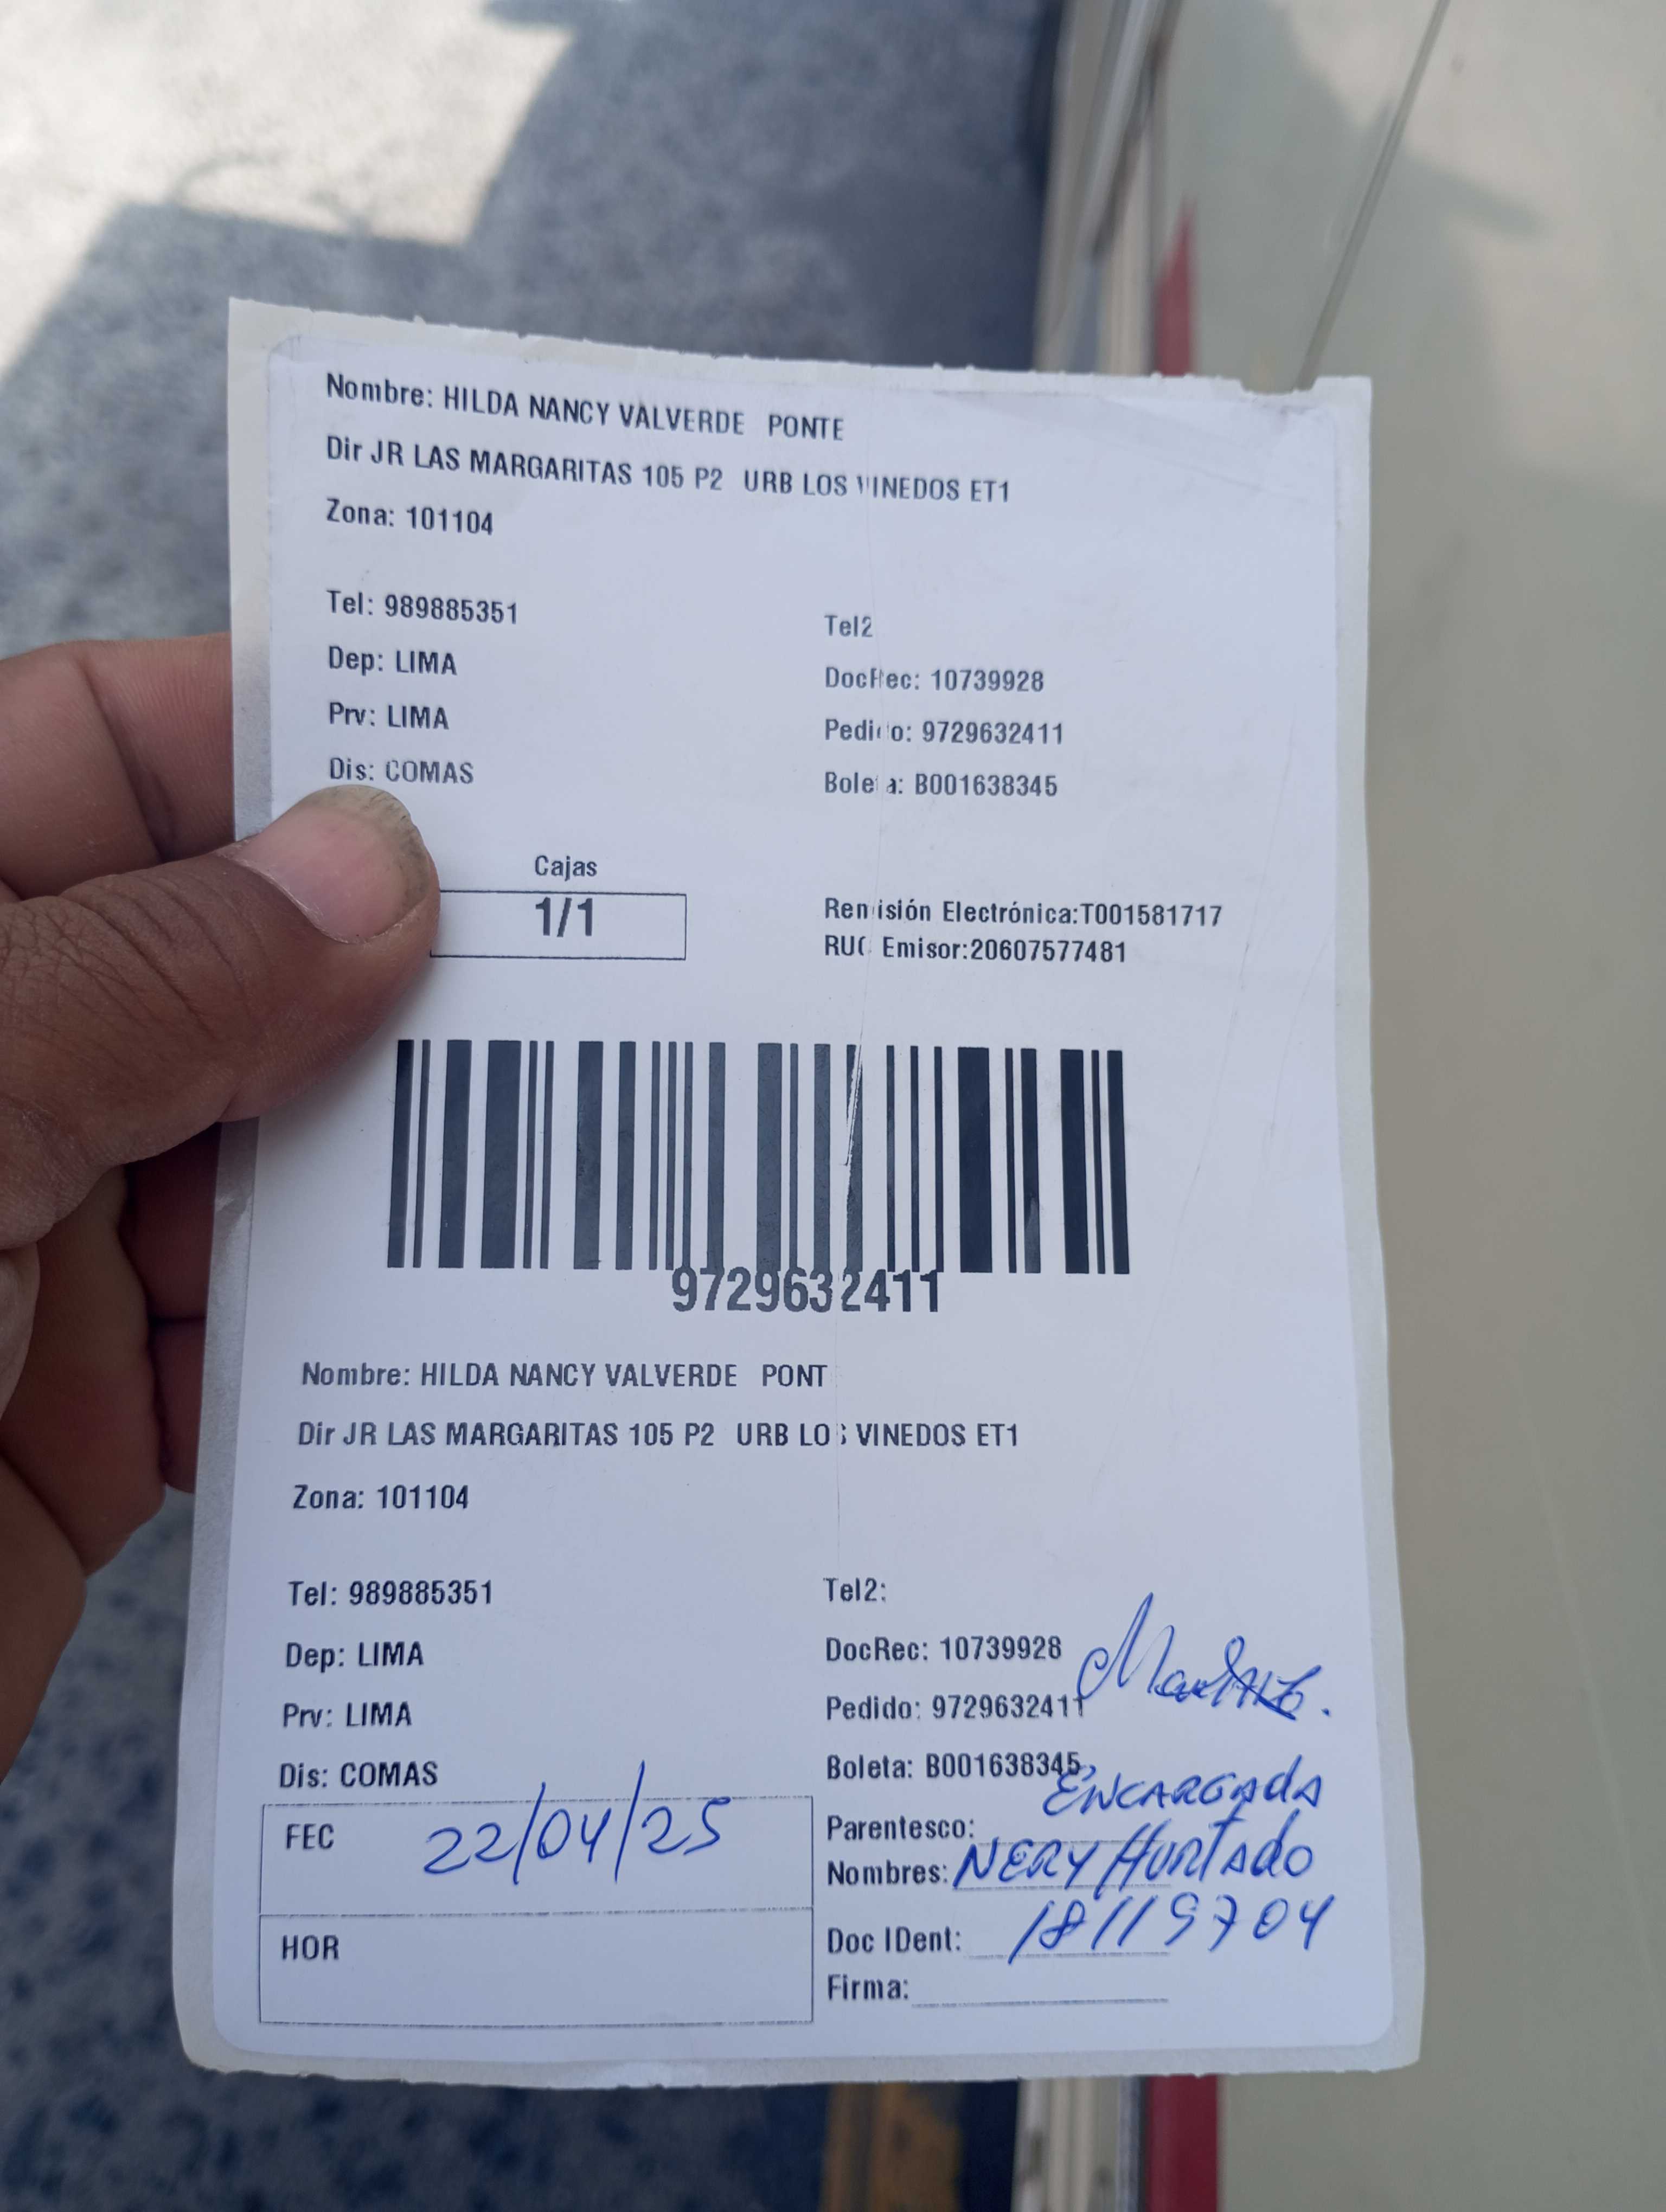 Nombre: HILDA NANCY VALVERDE PONTE
Dir JR LAS MARGARITAS 105 P2 URB LOS VINEDOS ET1
Zona: 101104
Tel: 989885351
Tel2
Dep: LIMA
DocRec: 10739928
Prv: LIMA
Pedido: 9729632411
Dis: COMAS
Boleta: B001638345
Cajas
1/1
Remisión Electrónica:T001581717
RUC Emisor:20607577481
9729632411
Nombre: HILDA NANCY VALVERDE PONT
Dir JR LAS MARGARITAS 105 P2 URB LOS VINEDOS ET1
Zona: 101104
Tel: 989885351
Tel2:
Dep: LIMA
DocRec: 10739928
Prv: LIMA
Pedido: 9729632411
Dis: COMAS
Boleta: B001638345
FEC 22/04/25
HOR
Parentesco: ENCARGADA
Nombres: NERY HURTADO
Doc IDent: 18119704
Firma: